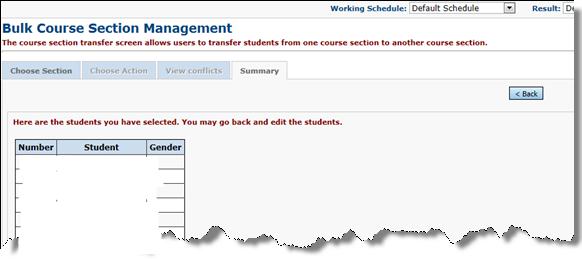 Working Schedule: Default Schedule Result:
Bulk Course Section Management
The course section transfer screen allows users to transfer students from one course section to another course section.
Choose Section Choose Action View conflicts Summary
< Back
Here are the students you have selected. You may go back and edit the students.
Number Student Gender